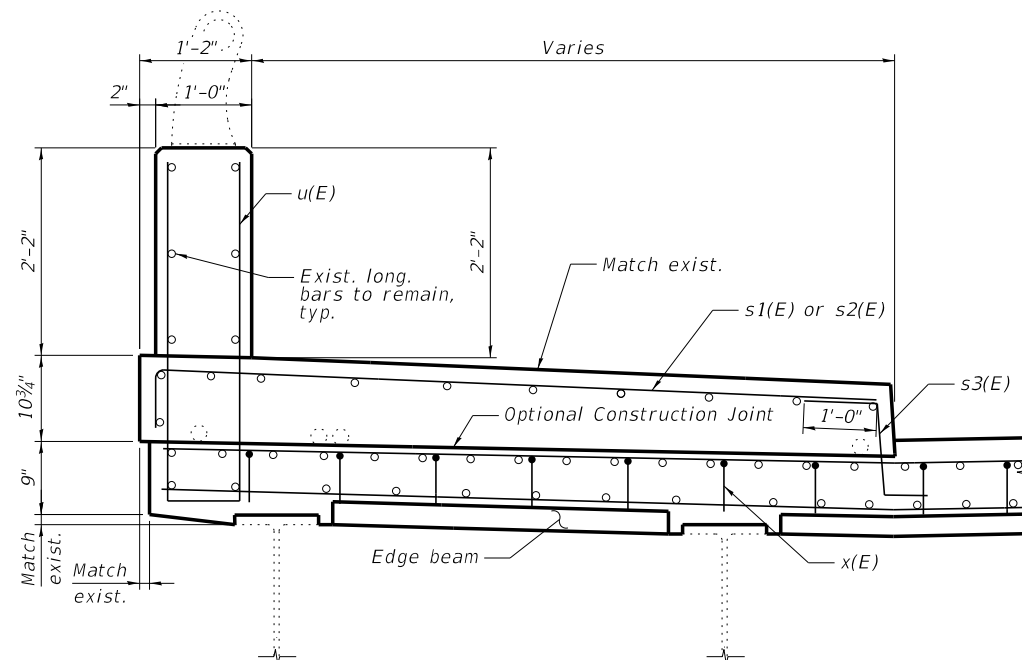 1'-2"
Varies
2"
1'-0"
u(E)
2'-2"
2'-2"
Exist. long.
bars to remain,
typ.
Match exist.
s1(E) or s2(E)
10¾"
s3(E)
1'-0"
Optional Construction Joint
9"
Match
exist.
Match
exist.
Edge beam
x(E)